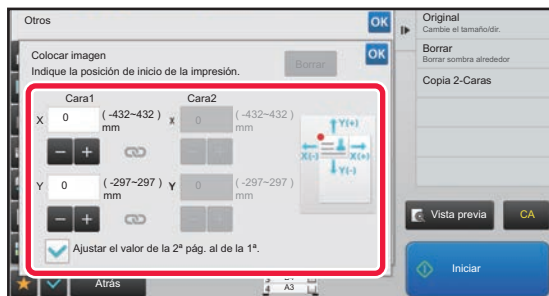 Otros
OK
Original
Cambie el tamaño/dir.
Borrar
Borrar sombra alrededor
Copia 2-Caras
Colocar imagen
Indique la posición de inicio de la impresión.
Borrar
OK
Cara1
Cara2
X 0 ( -432~432 ) mm
x 0 ( -432~432 ) mm
Y(+)
X(-) X(+)
Y(-)
− +
− +
Y 0 ( -297~297 ) mm
Y 0 ( -297~297 ) mm
− +
− +
Ajustar el valor de la 2ª pág. al de la 1ª.
Vista previa
CA
Iniciar
Atrás
4 A3